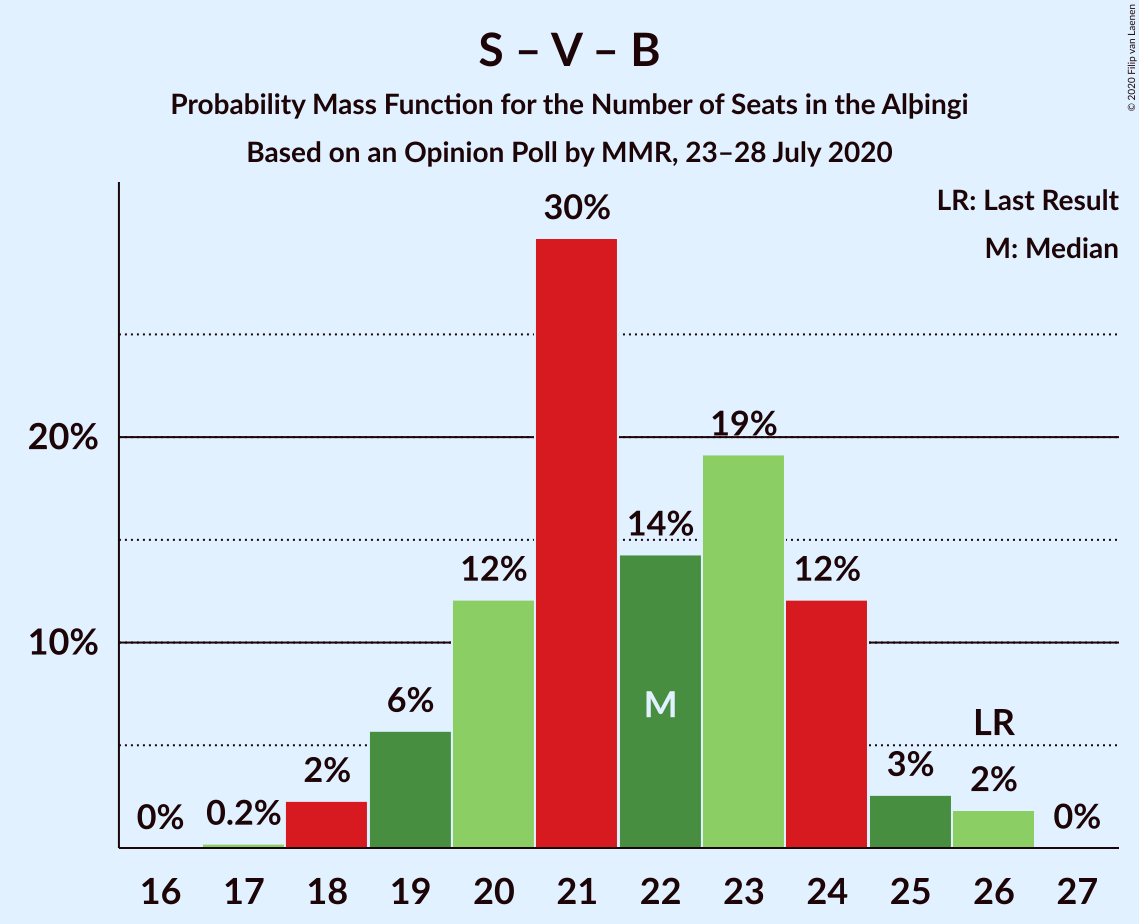 S – V – B
Probability Mass Function for the Number of Seats in the Alþingi
Based on an Opinion Poll by MMR, 23–28 July 2020
© 2020 Filip van Laenen
LR: Last Result
M: Median
30%
20%
19%
14%
12%
12%
10%
6%
M
LR
2%
3%
2%
0%
0.2%
0%
16 17 18 19 20 21 22 23 24 25 26 27